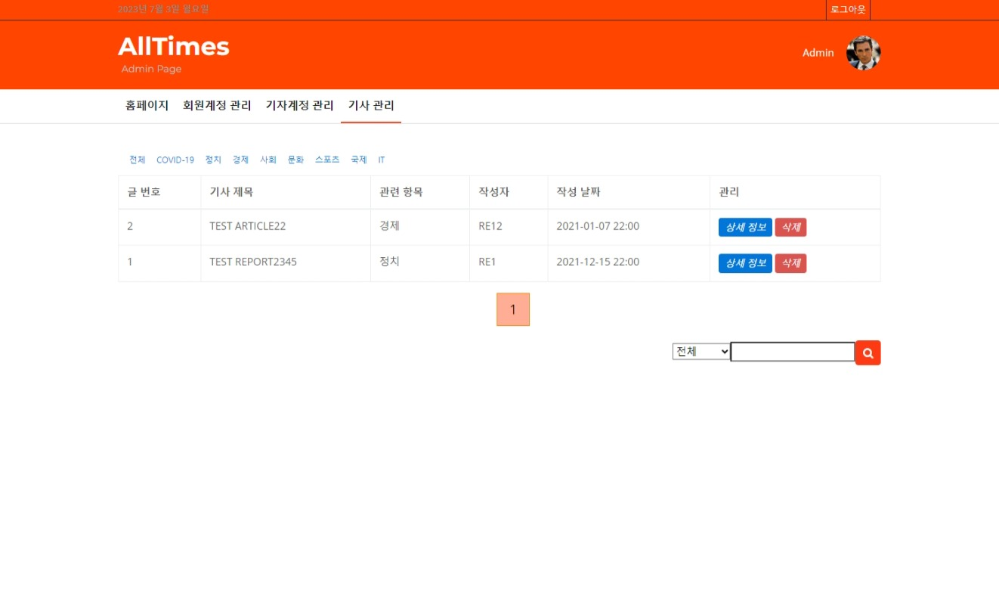 2023년 7월 3일 월요일 로그아웃
AllTimes
Admin
Admin Page
홈페이지 회원계정 관리 기자계정 관리 기사 관리
전체 COVID-19 정치 경제 사회 문화 스포츠 국제 IT
글 번호 기사 제목 관련 항목 작성자 작성 날짜 관리
2 TEST ARTICLE22 경제 RE12 2021-01-07 22:00 상세 정보 삭제
1 TEST REPORT2345 정치 RE1 2021-12-15 22:00 상세 정보 삭제
1
전체